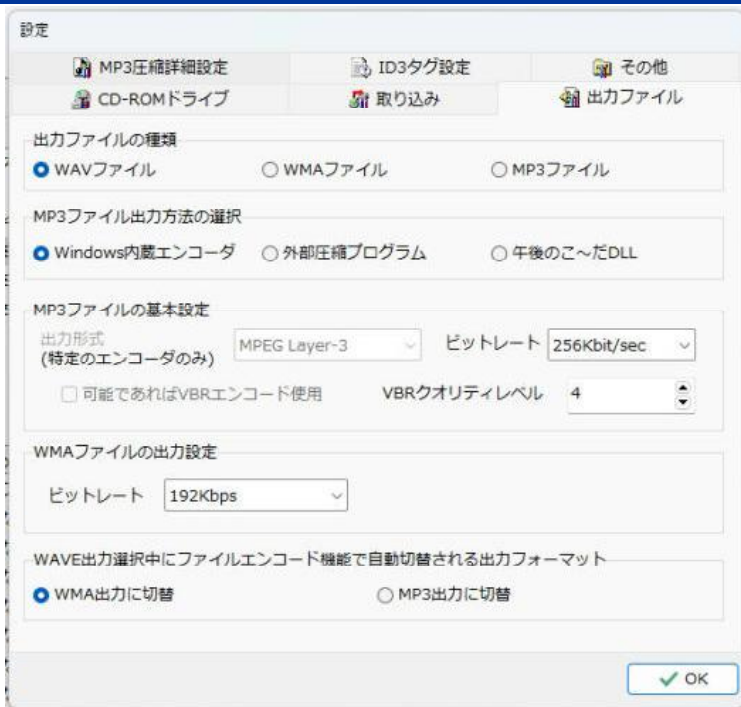 設定
MP3圧縮詳細設定 ID3タグ設定 その他
CD-ROMドライブ 取り込み 出力ファイル
出力ファイルの種類
WAVファイル WMAファイル MP3ファイル
MP3ファイル出力方法の選択
Windows内蔵エンコーダ 外部圧縮プログラム 午後のこ~だDLL
MP3ファイルの基本設定
出力形式
(特定のエンコーダのみ) MPEG Layer-3 ビットレート 256Kbit/sec
可能であればVBRエンコード使用 VBRクオリティレベル 4
WMAファイルの出力設定
ビットレート 192Kbps
WAVE出力選択中にファイルエンコード機能で自動切替される出力フォーマット
WMA出力に切替 MP3出力に切替
OK